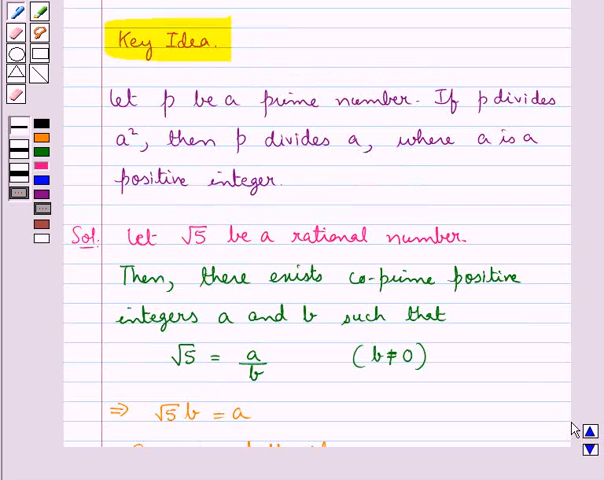 Key Idea.
Let p be a prime number. If p divides
a², then p divides a, where a is a
positive integer.
Sol. Let √5 be a rational number.
Then, there exists co-prime positive
integers a and b such that
√5 = a/b (b≠0)
⇒ √5 b = a